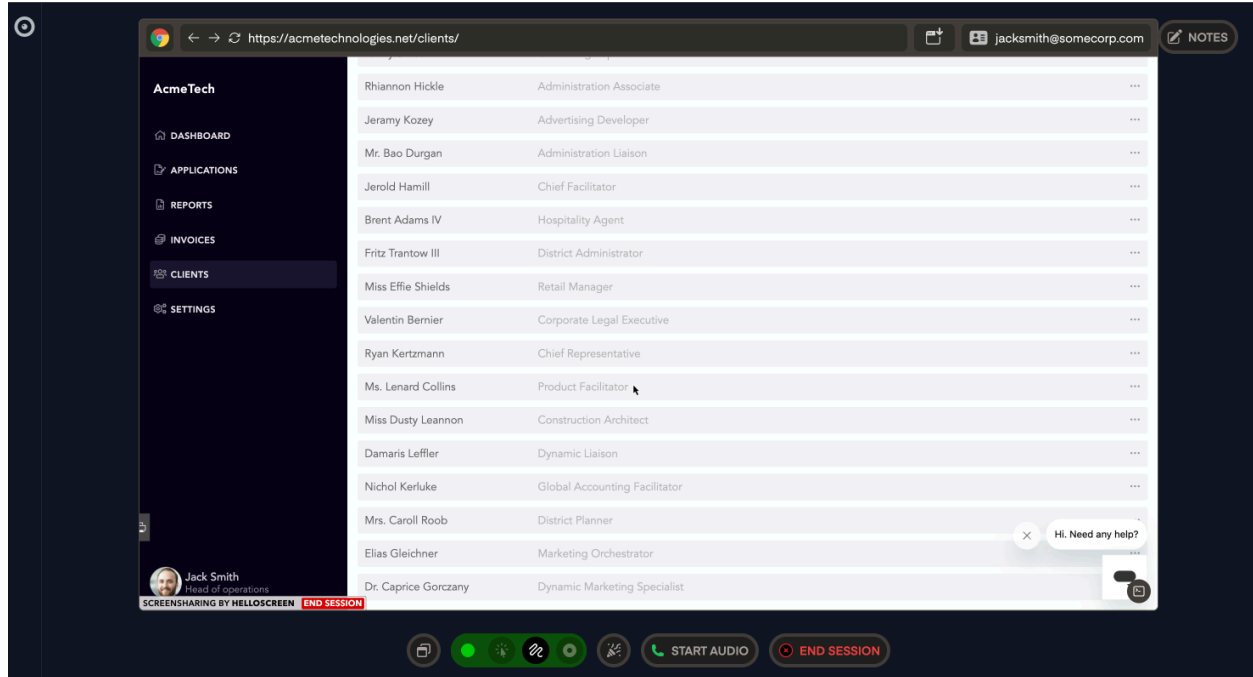 https://acmetechnologies.net/clients/
jacksmith@somecorp.com
NOTES
AcmeTech
DASHBOARD
APPLICATIONS
REPORTS
INVOICES
CLIENTS
SETTINGS
Jack Smith
Head of operations
SCREENSHARING BY HELLOSCREEN END SESSION
Rhiannon Hickle Administration Associate
Jeramy Kozey Advertising Developer
Mr. Bao Durgan Administration Liaison
Jerold Hamill Chief Facilitator
Brent Adams IV Hospitality Agent
Fritz Trantow III District Administrator
Miss Effie Shields Retail Manager
Valentin Bernier Corporate Legal Executive
Ryan Kertzmann Chief Representative
Ms. Lenard Collins Product Facilitator
Miss Dusty Leannon Construction Architect
Damaris Leffler Dynamic Liaison
Nichol Kerluke Global Accounting Facilitator
Mrs. Caroll Roob District Planner
Elias Gleichner Marketing Orchestrator
Dr. Caprice Gorczany Dynamic Marketing Specialist
Hi. Need any help?
START AUDIO
END SESSION